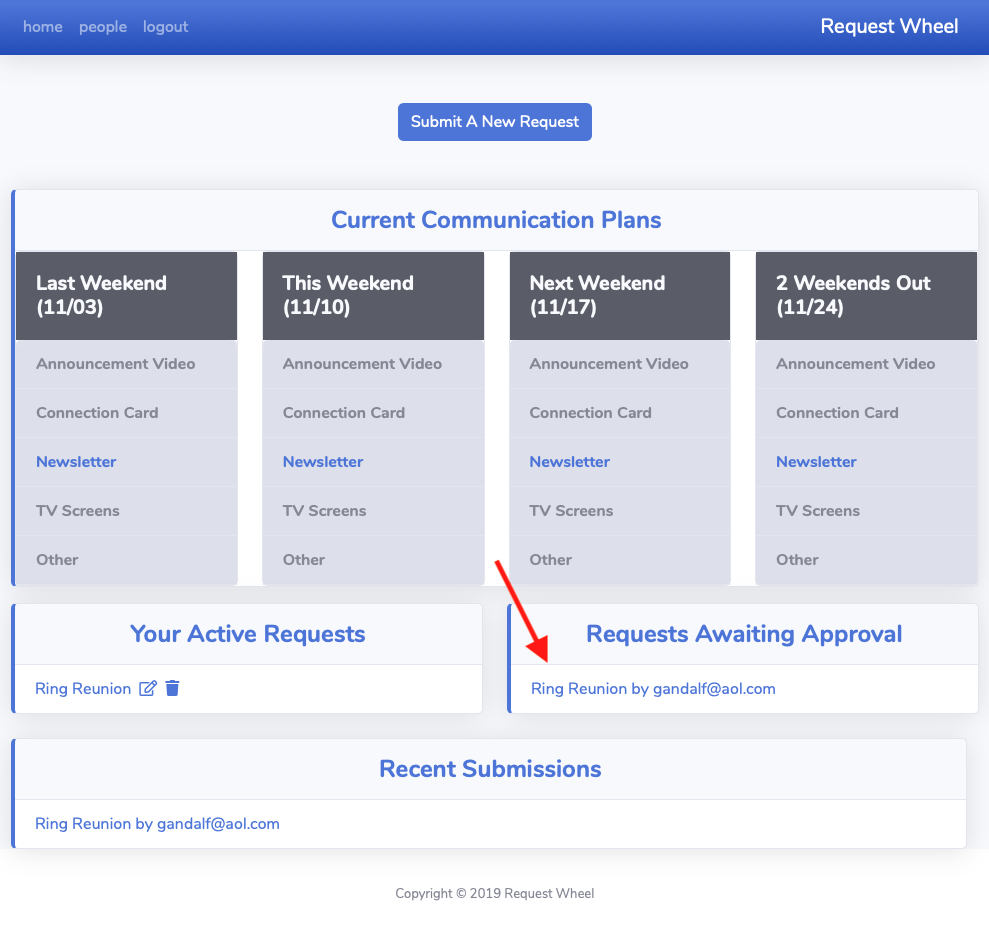 home people logout Request Wheel
Submit A New Request
Current Communication Plans
Last Weekend
(11/03)
Announcement Video
Connection Card
Newsletter
TV Screens
Other
This Weekend
(11/10)
Announcement Video
Connection Card
Newsletter
TV Screens
Other
Next Weekend
(11/17)
Announcement Video
Connection Card
Newsletter
TV Screens
Other
2 Weekends Out
(11/24)
Announcement Video
Connection Card
Newsletter
TV Screens
Other
Your Active Requests
Ring Reunion
Requests Awaiting Approval
Ring Reunion by gandalf@aol.com
Recent Submissions
Ring Reunion by gandalf@aol.com
Copyright © 2019 Request Wheel